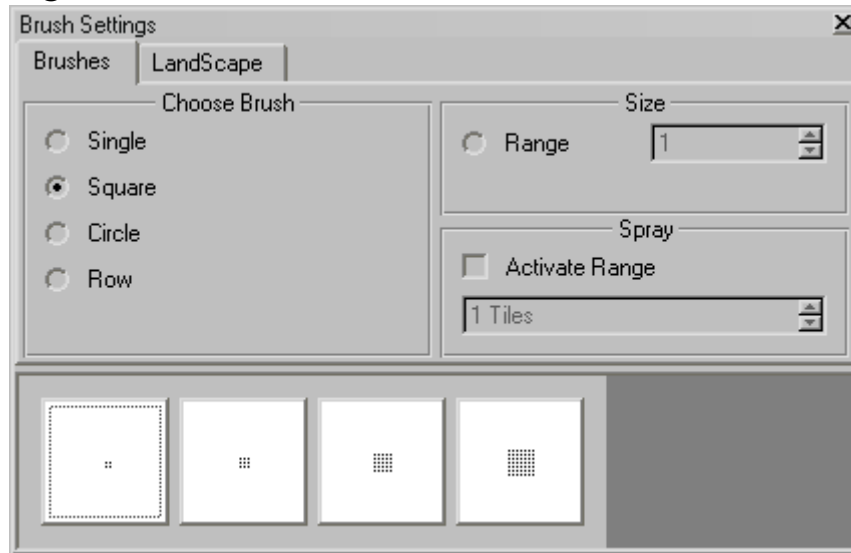 Brush Settings
Brushes
LandScape
Choose Brush
Single
Square
Circle
Row
Size
Range
1
Spray
Activate Range
1 Tiles